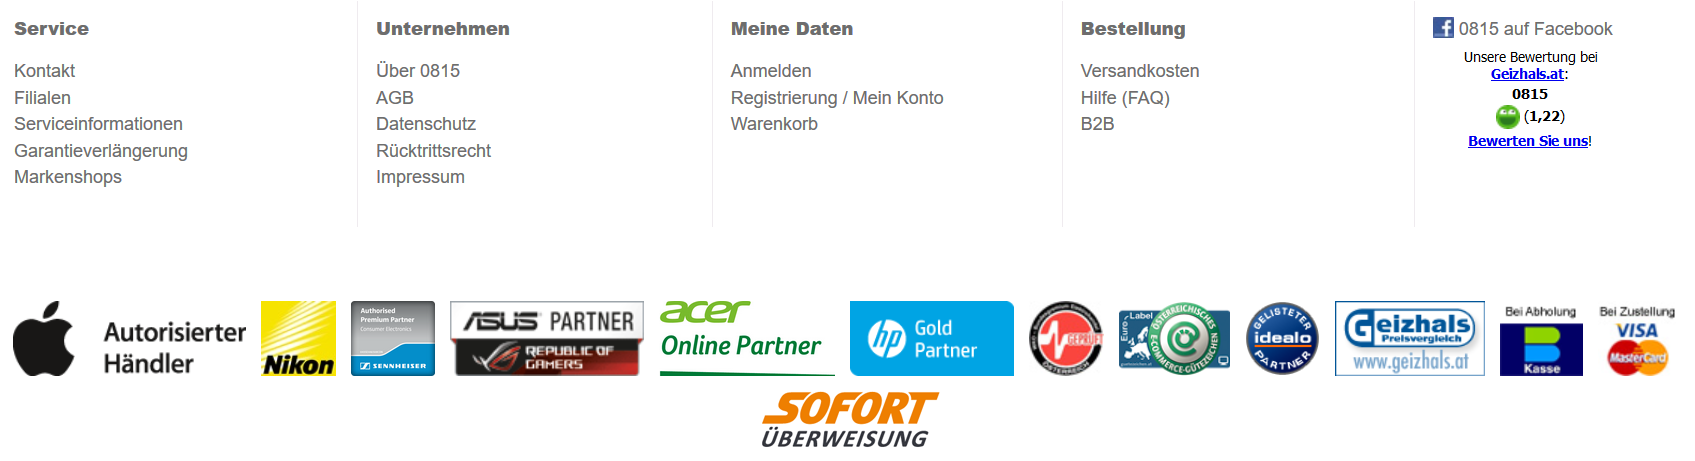 Service
Kontakt
Filialen
Serviceinformationen
Garantieverlängerung
Markenshops
Unternehmen
Über 0815
AGB
Datenschutz
Rücktrittsrecht
Impressum
Meine Daten
Anmelden
Registrierung / Mein Konto
Warenkorb
Bestellung
Versandkosten
Hilfe (FAQ)
B2B
0815 auf Facebook
Unsere Bewertung bei
Geizhals.at:
0815
(1,22)
Bewerten Sie uns!
Autorisierter
Händler
Nikon
Authorised
Premium Partner
Consumer Electronics
SENNHEISER
ASUS PARTNER
REPUBLIC OF
GAMERS
acer
Online Partner
hp
Gold
Partner
GEPRÜFT
ÖSTERREICH
Euro Label
ÖSTERREICHISCHES
E-COMMERCE-GÜTEZEICHEN
GELISTETER
idealo
PARTNER
Geizhals
Preisvergleich
www.geizhals.at
Bei Abholung
Kasse
Bei Zustellung
VISA
MasterCard
SOFORT
ÜBERWEISUNG